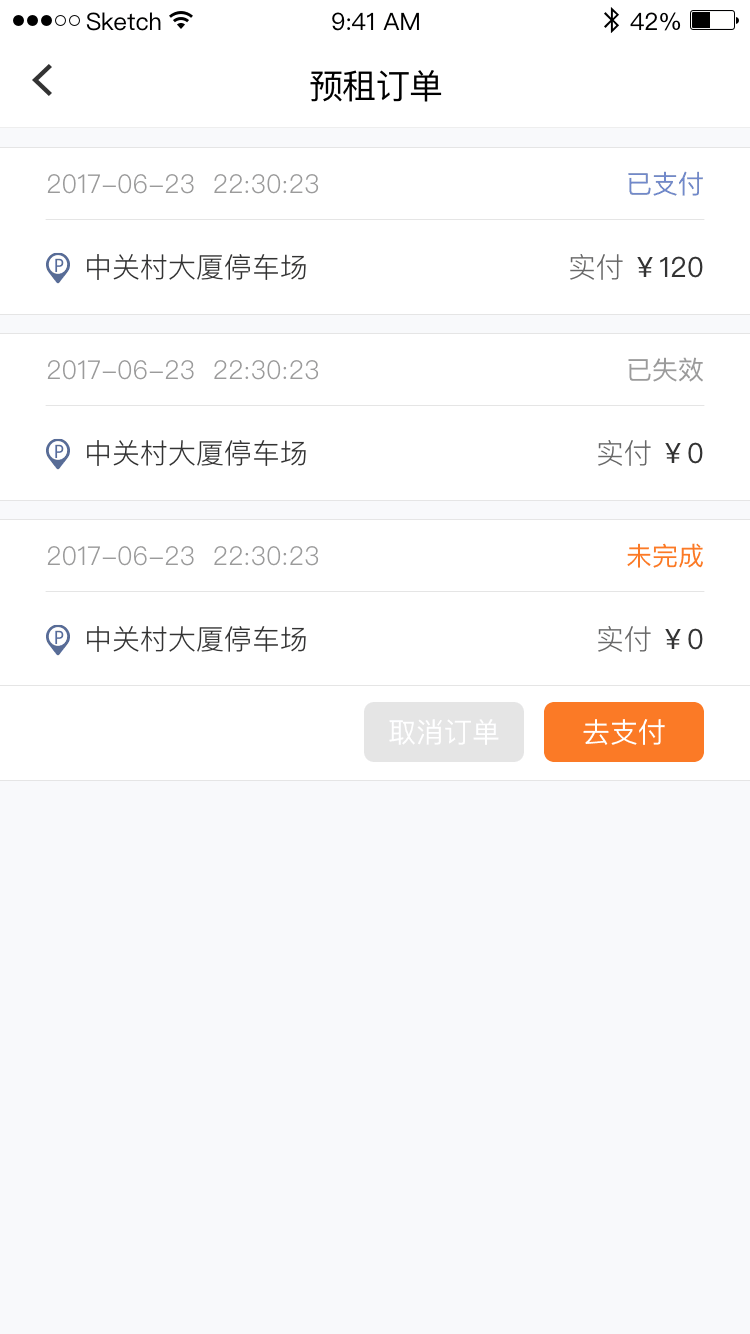 Sketch 9:41 AM 42%
预租订单
2017-06-23 22:30:23 已支付
P 中关村大厦停车场 实付 ¥120
2017-06-23 22:30:23 已失效
P 中关村大厦停车场 实付 ¥0
2017-06-23 22:30:23 未完成
P 中关村大厦停车场 实付 ¥0
取消订单 去支付